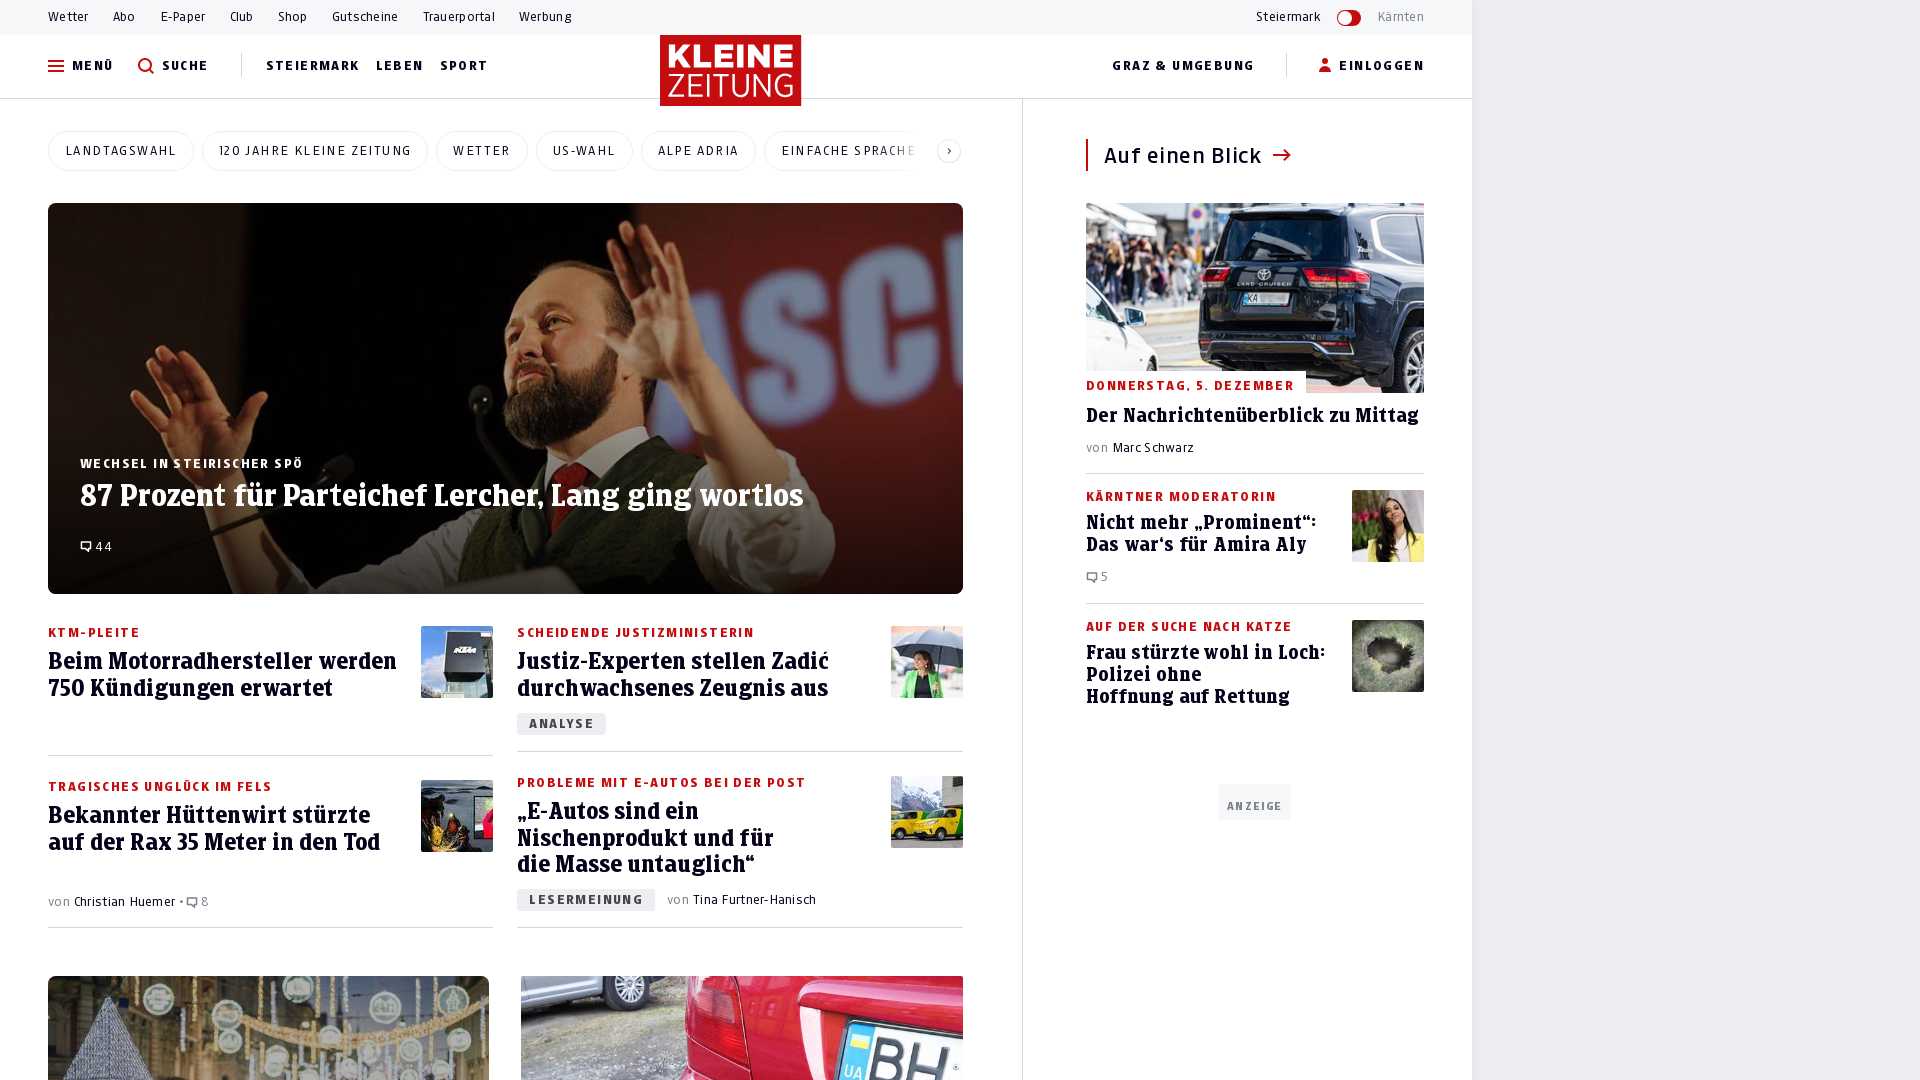 Wetter Abo E-Paper Club Shop Gutscheine Trauerportal Werbung Steiermark Kärnten
MENÜ SUCHE STEIERMARK LEBEN SPORT KLEINE ZEITUNG GRAZ & UMGEBUNG EINLOGGEN
LANDTAGSWAHL 120 JAHRE KLEINE ZEITUNG WETTER US-WAHL ALPE ADRIA EINFACHE SPRACHE
WECHSEL IN STEIRISCHER SPÖ
87 Prozent für Parteichef Lercher, Lang ging wortlos
44
KTM-PLEITE
Beim Motorradhersteller werden
750 Kündigungen erwartet
KTM
SCHEIDENDE JUSTIZMINISTERIN
Justiz-Experten stellen Zadić
durchwachsenes Zeugnis aus
ANALYSE
TRAGISCHES UNGLÜCK IM FELS
Bekannter Hüttenwirt stürzte
auf der Rax 35 Meter in den Tod
von Christian Huemer • 8
PROBLEME MIT E-AUTOS BEI DER POST
„E-Autos sind ein
Nischenprodukt und für
die Masse untauglich“
LESERMEINUNG von Tina Furtner-Hanisch
UA BH
Auf einen Blick
LAND CRUISER
KA
DONNERSTAG, 5. DEZEMBER
Der Nachrichtenüberblick zu Mittag
von Marc Schwarz
KÄRNTNER MODERATORIN
Nicht mehr „Prominent“:
Das war‘s für Amira Aly
5
AUF DER SUCHE NACH KATZE
Frau stürzte wohl in Loch:
Polizei ohne
Hoffnung auf Rettung
ANZEIGE